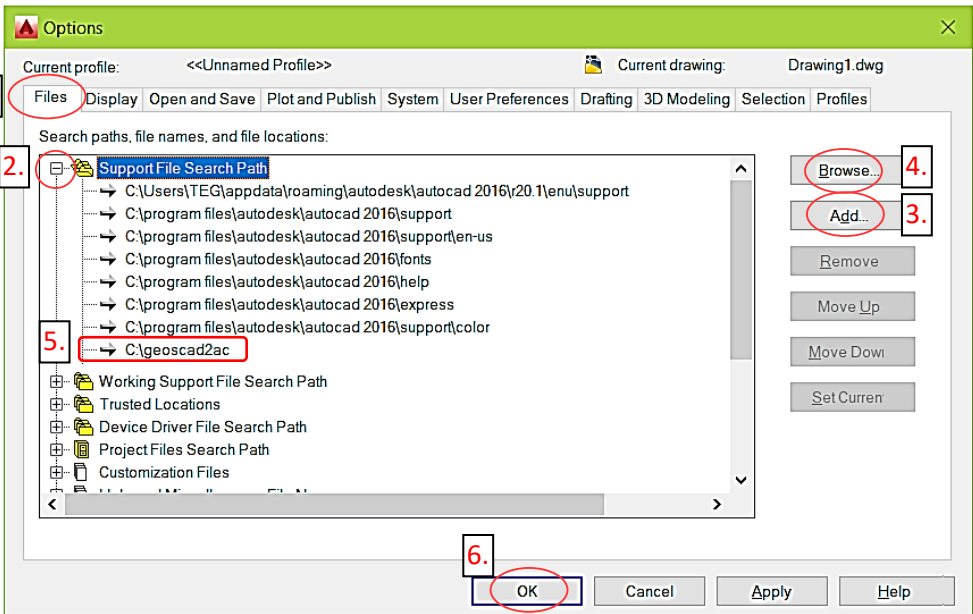 Options
Current profile: <<Unnamed Profile>> Current drawing: Drawing1.dwg
Files Display Open and Save Plot and Publish System User Preferences Drafting 3D Modeling Selection Profiles
Search paths, file names, and file locations:
2. Support File Search Path
C:\Users\TEG\appdata\roaming\autodesk\autocad 2016\r20.1\enu\support
C:\program files\autodesk\autocad 2016\support
C:\program files\autodesk\autocad 2016\support\en-us
C:\program files\autodesk\autocad 2016\fonts
C:\program files\autodesk\autocad 2016\help
C:\program files\autodesk\autocad 2016\express
C:\program files\autodesk\autocad 2016\support\color
5. C:\geoscad2ac
Working Support File Search Path
Trusted Locations
Device Driver File Search Path
Project Files Search Path
Customization Files
Browse... 4.
Add... 3.
Remove
Move Up
Move Dow
Set Curren
6.
OK Cancel Apply Help